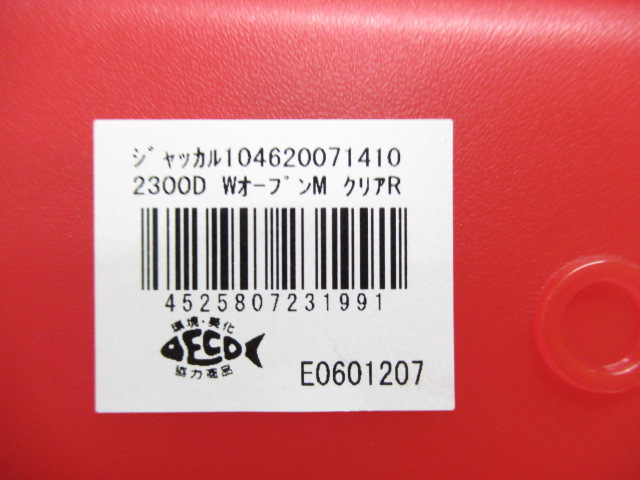 ジャッカル104620071410
2300D WオープンM クリアR
4525807231991
環境・美化
ECO
協力商品
E0601207